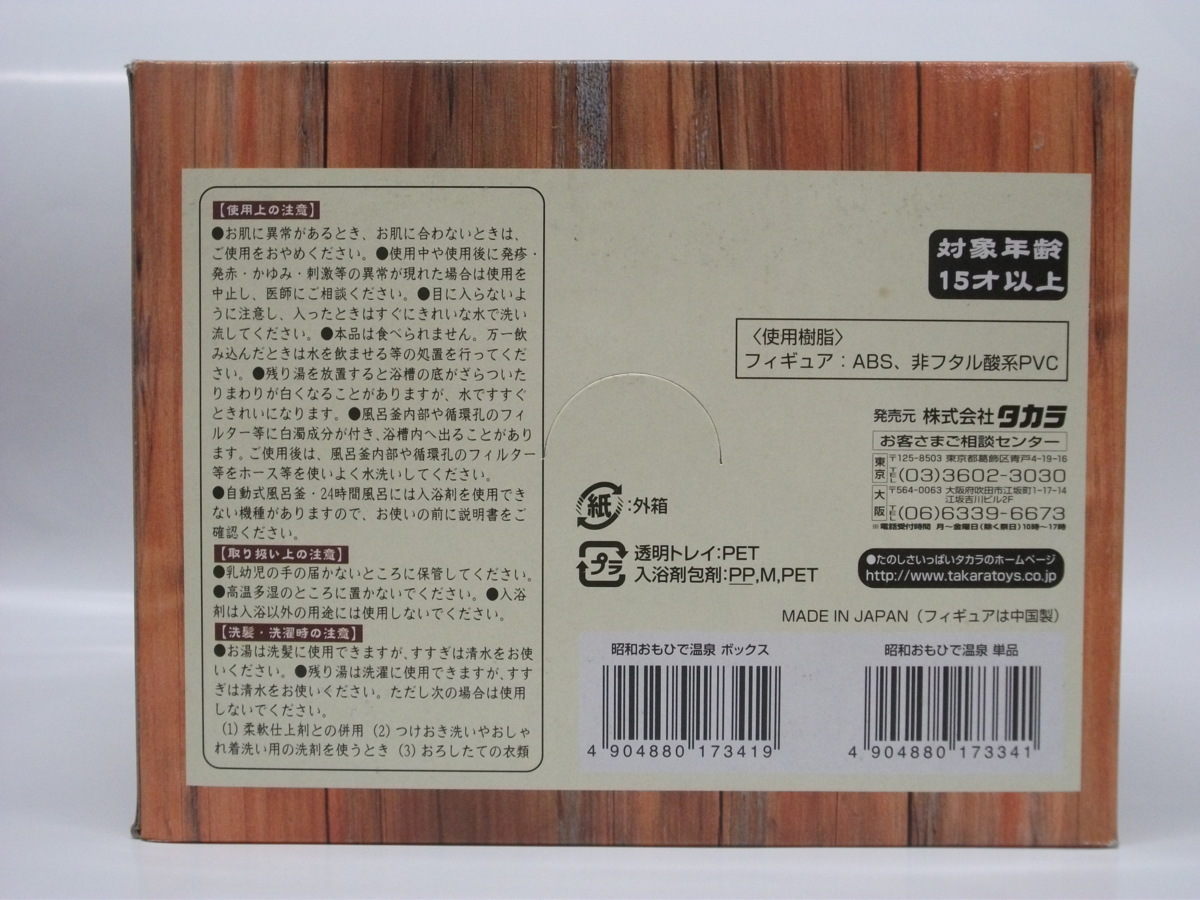 【使用上の注意】
●お肌に異常があるとき、お肌に合わないときは、
ご使用をおやめください。●使用中や使用後に発疹・
発赤・かゆみ・刺激等の異常が現れた場合は使用を
中止し、医師にご相談ください。●目に入らないよ
うに注意し、入ったときはすぐにきれいな水で洗い
流してください。●本品は食べられません。万一飲
み込んだときは水を飲ませる等の処置を行ってくだ
さい。●残り湯を放置すると浴槽の底がざらついた
りまわりが白くなることがありますが、水ですすぐ
ときれいになります。●風呂釜内部や循環孔のフィ
ルター等に白濁成分が付き、浴槽内へ出ることがあり
ます。ご使用後は、風呂釜内部や循環孔のフィルター
等をホース等を使いよく水洗いしてください。
●自動式風呂釜・24時間風呂には入浴剤を使用でき
ない機種がありますので、お使いの前に説明書をご
確認ください。
【取り扱い上の注意】
●乳幼児の手の届かないところに保管してください。
●高温多湿のところに置かないでください。●入浴
剤は入浴以外の用途には使用しないでください。
【洗髪・洗濯時の注意】
●お湯は洗髪に使用できますが、すすぎは清水をお使
いください。●残り湯は洗濯に使用できますが、すす
ぎは清水をお使いください。ただし次の場合は使用
しないでください。
(1) 柔軟仕上剤との併用 (2) つけおき洗いやおしゃ
れ着洗い用の洗剤を使うとき (3) おろしたての衣類
対象年齢
15才以上
〈使用樹脂〉
フィギュア：ABS、非フタル酸系PVC
発売元 株式会社タカラ
お客さまご相談センター
東京 〒125-8503 東京都葛飾区青戸4-19-16
TEL(03)3602-3030
大阪 〒564-0063 大阪府吹田市江坂町1-17-14
江坂吉川ビル2F
TEL(06)6339-6673
※電話受付時間 月〜金曜日(除く祭日)10時〜17時
●たのしさいっぱいタカラのホームページ
http://www.takaratoys.co.jp
紙:外箱
プラ 透明トレイ:PET
入浴剤包剤:PP,M,PET
MADE IN JAPAN（フィギュアは中国製）
昭和おもひで温泉 ボックス
4 904880 173419
昭和おもひで温泉 単品
4 904880 173341